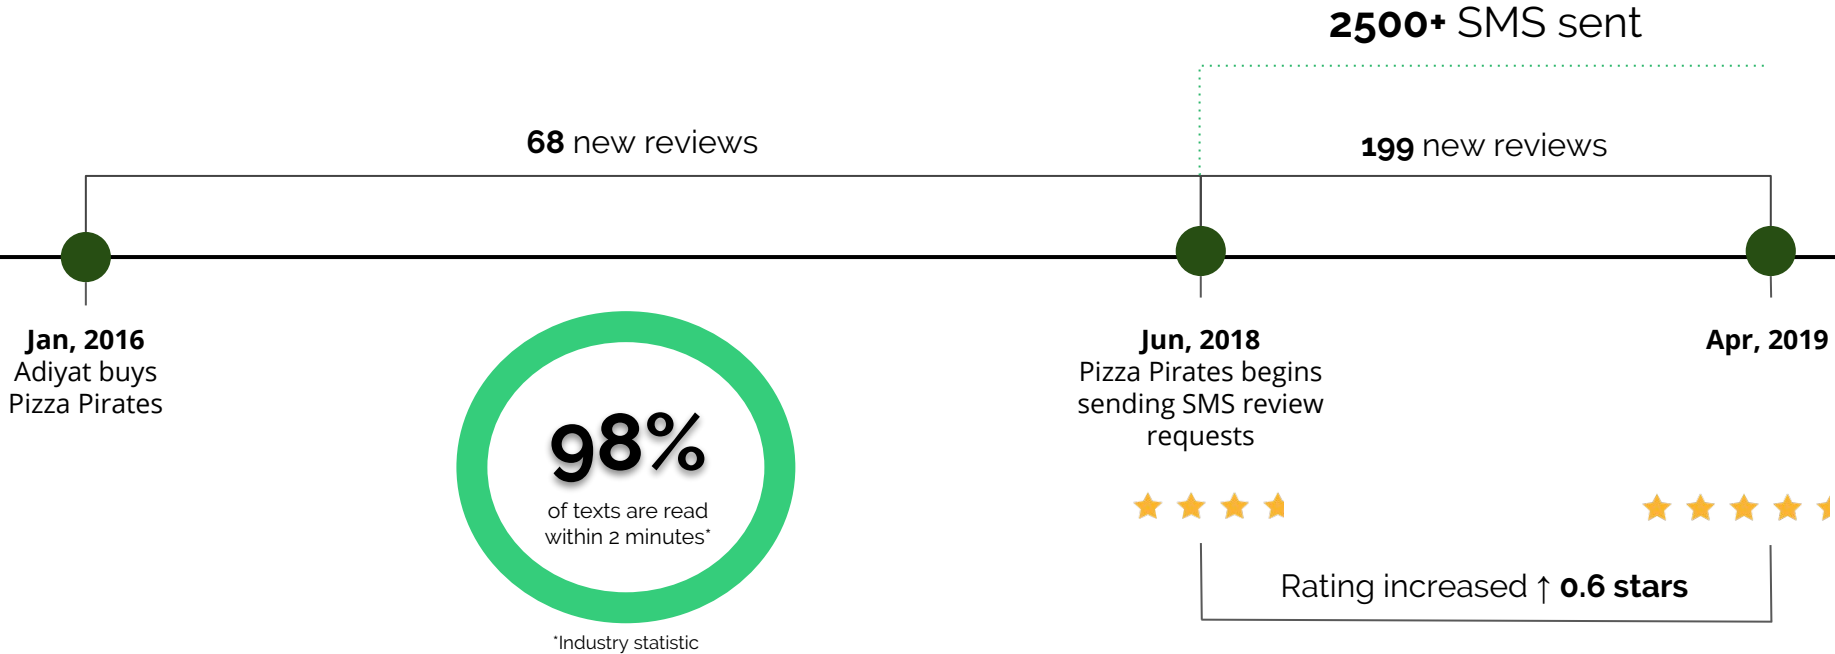 2500+ SMS sent
68 new reviews
199 new reviews
Jan, 2016
Adiyat buys
Pizza Pirates
Jun, 2018
Pizza Pirates begins
sending SMS review
requests
Apr, 2019
98%
of texts are read
within 2 minutes*
*Industry statistic
Rating increased ↑ 0.6 stars